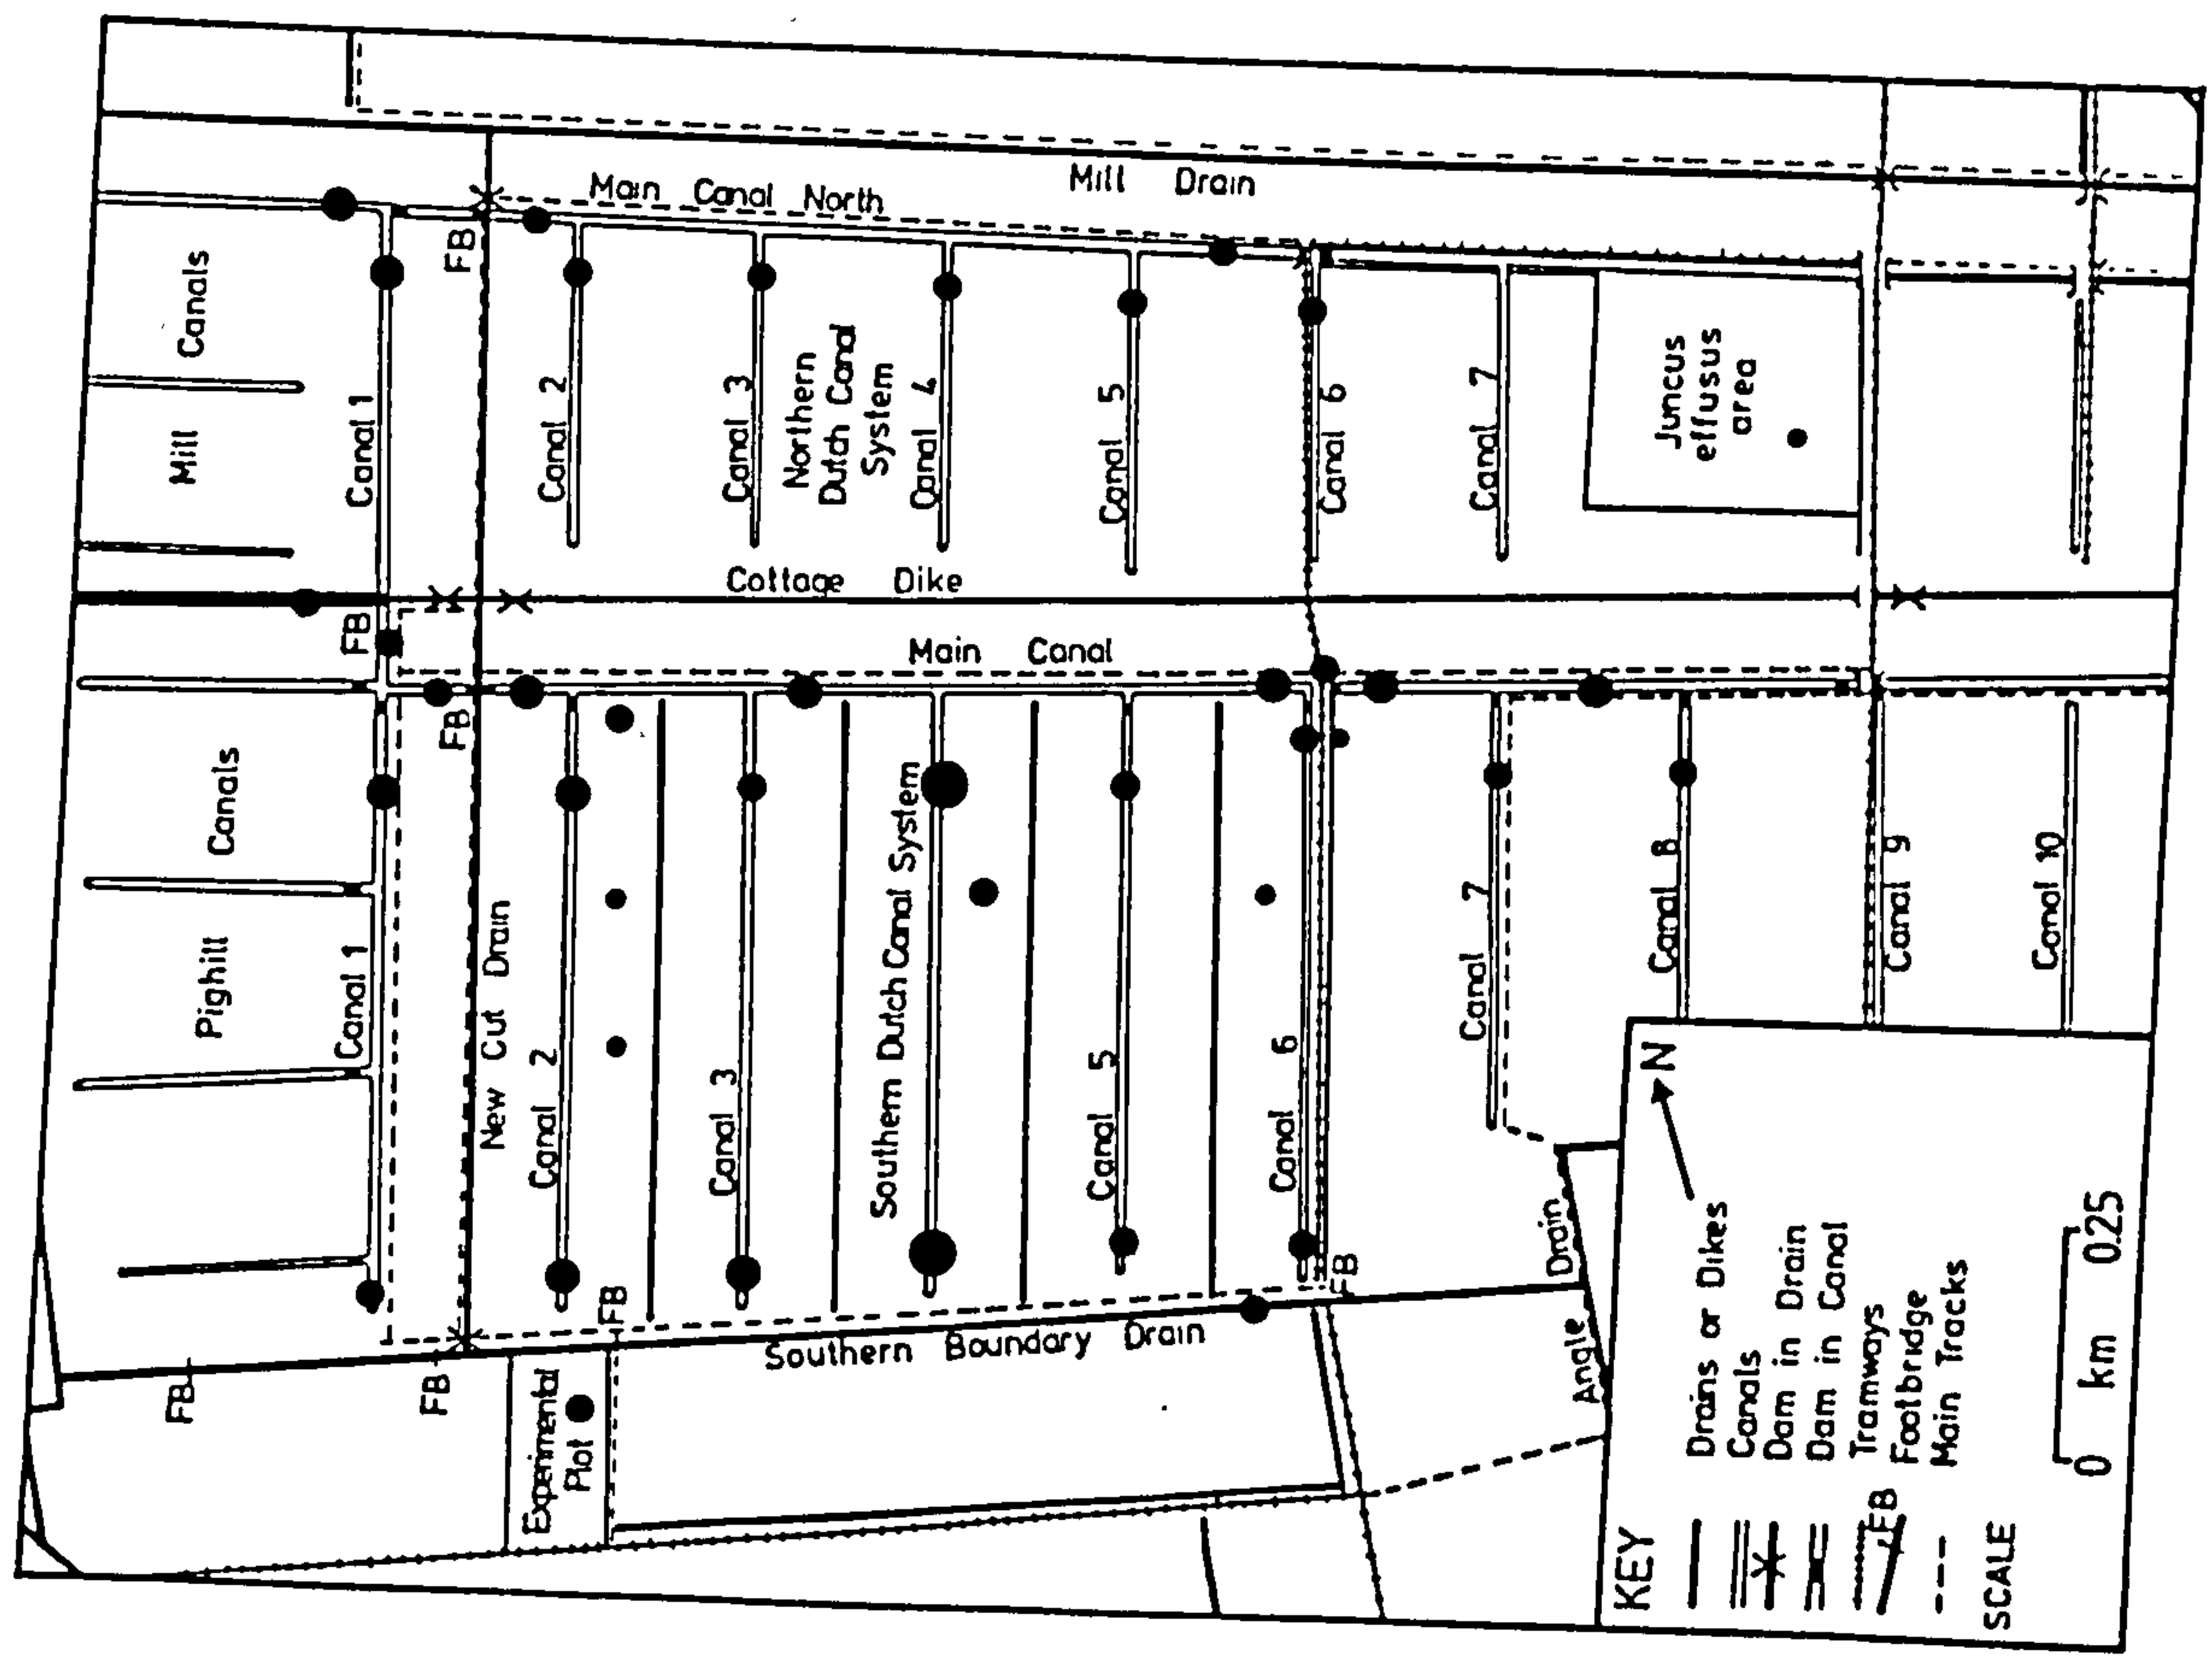 Mill Drain
Main Canal North
FB
Mill Canals
Canal 1
Canal 2
Canal 3
Northern
Dutch Canal
System
Canal 4
Canal 5
Canal 6
Canal 7
Juncus
effusus
area
Cottage Dike
FB
Main Canal
FB
Pighill Canals
Canal 1
New Cut Drain
Canal 2
Canal 3
Southern Dutch Canal System
Canal 5
Canal 6
Canal 7
Canal 8
Canal 9
Canal 10
FB
FB
Southern Boundary Drain
FB
FB
Experimental
Plot
Angle Drain
N
KEY
Drains or Dikes
Canals
Dam in Drain
Dam in Canal
Tramways
FB Footbridge
Main Tracks
SCALE
0 km 0.25